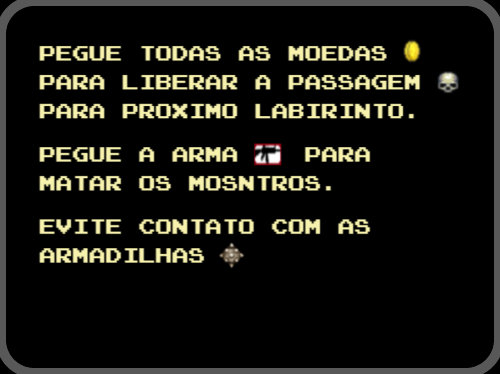 PEGUE TODAS AS MOEDAS
PARA LIBERAR A PASSAGEM
PARA PROXIMO LABIRINTO.
PEGUE A ARMA PARA
MATAR OS MOSNTROS.
EVITE CONTATO COM AS
ARMADILHAS